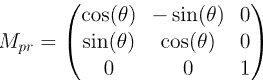 M_{pr} = \begin{pmatrix} \cos(\theta) & -\sin(\theta) & 0 \\ \sin(\theta) & \cos(\theta) & 0 \\ 0 & 0 & 1 \end{pmatrix}